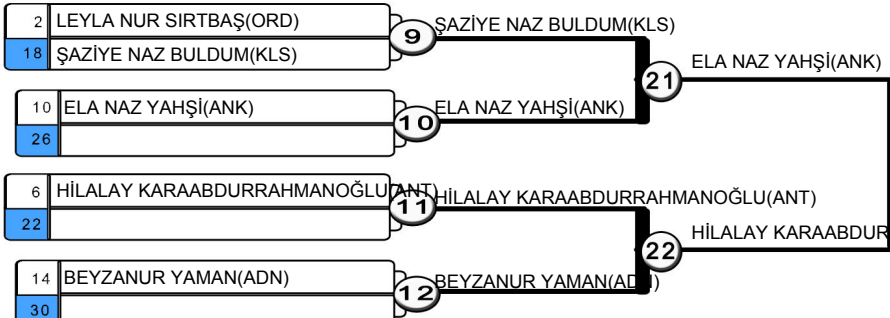 2 LEYLA NUR SIRTBAŞ(ORD)
18 ŞAZİYE NAZ BULDUM(KLS)
9 ŞAZİYE NAZ BULDUM(KLS)
21 ELA NAZ YAHŞİ(ANK)
10 ELA NAZ YAHŞİ(ANK)
26
10 ELA NAZ YAHŞİ(ANK)
6 HİLALAY KARAABDURRAHMANOĞLU(ANT)
22
11 HİLALAY KARAABDURRAHMANOĞLU(ANT)
22 HİLALAY KARAABDUR
14 BEYZANUR YAMAN(ADN)
30
12 BEYZANUR YAMAN(ADN)